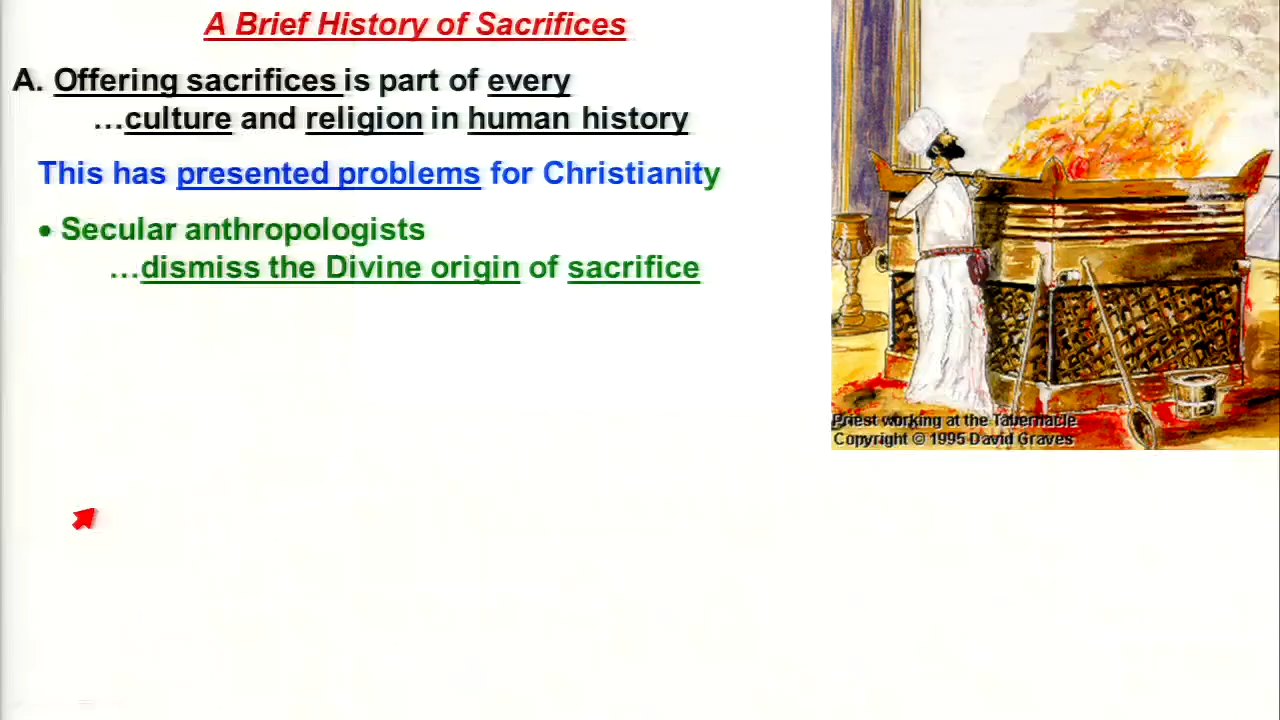 A Brief History of Sacrifices
A. Offering sacrifices is part of every
...culture and religion in human history
This has presented problems for Christianity
• Secular anthropologists
...dismiss the Divine origin of sacrifice
Priest working at the Tabernacle
Copyright © 1995 David Graves